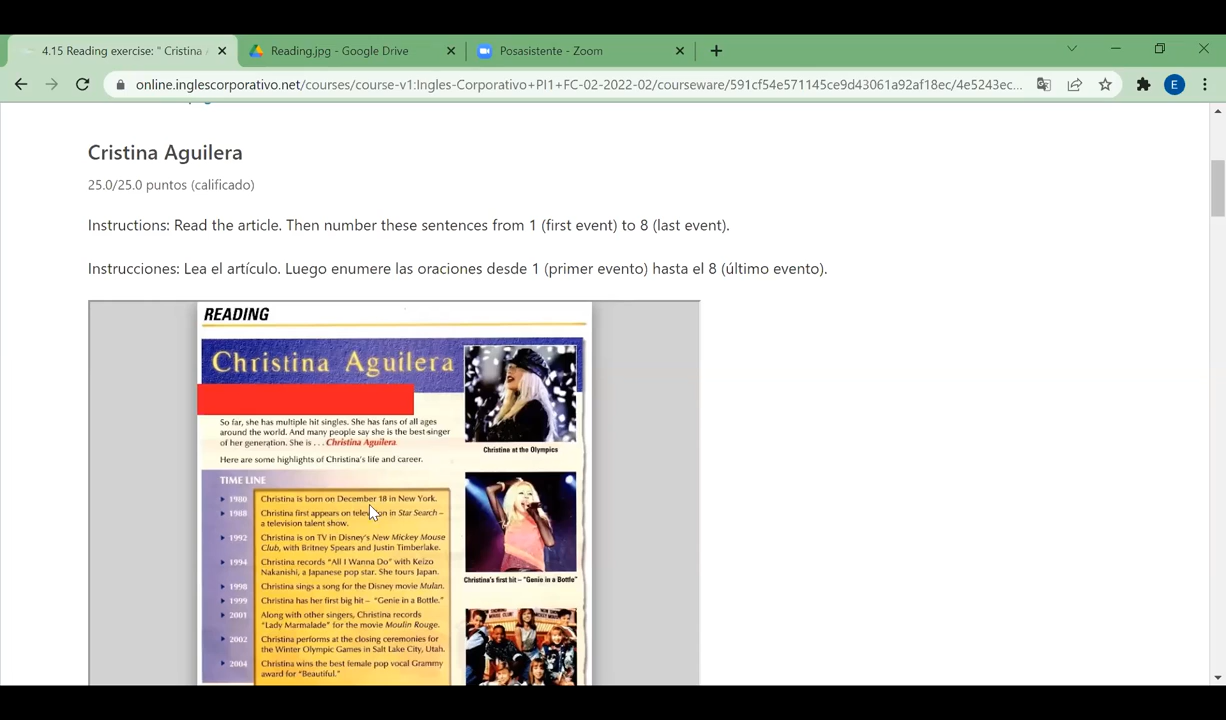 4.15 Reading exercise: " Cristina
Reading.jpg - Google Drive
Posasistente - Zoom
online.inglescorporativo.net/courses/course-v1:Ingles-Corporativo+PI1+FC-02-2022-02/courseware/591cf54e571145ce9d43061a92af18ec/4e5243ec...
E
Cristina Aguilera
25.0/25.0 puntos (calificado)
Instructions: Read the article. Then number these sentences from 1 (first event) to 8 (last event).
Instrucciones: Lea el artículo. Luego enumere las oraciones desde 1 (primer evento) hasta el 8 (último evento).
READING
Christina Aguilera
So far, she has multiple hit singles. She has fans of all ages
around the world. And many people say she is the best singer
of her generation. She is . . . Christina Aguilera.
Here are some highlights of Christina's life and career.
Christina at the Olympics
TIME LINE
1980 Christina is born on December 18 in New York.
1988 Christina first appears on television in Star Search –
a television talent show.
1992 Christina is on TV in Disney's New Mickey Mouse
Club, with Britney Spears and Justin Timberlake.
1994 Christina records "All I Wanna Do" with Keizo
Nakanishi, a Japanese pop star. She tours Japan.
1998 Christina sings a song for the Disney movie Mulan.
1999 Christina has her first big hit – "Genie in a Bottle."
2001 Along with other singers, Christina records
"Lady Marmalade" for the movie Moulin Rouge.
2002 Christina performs at the closing ceremonies for
the Winter Olympic Games in Salt Lake City, Utah.
2004 Christina wins the best female pop vocal Grammy
award for "Beautiful."
Christina's first hit – "Genie in a Bottle"